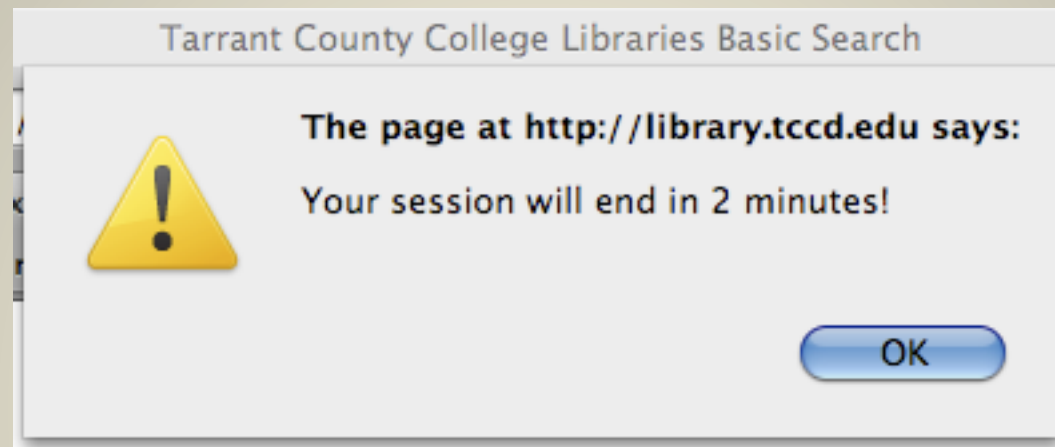 Tarrant County College Libraries Basic Search
The page at http://library.tccd.edu says:
Your session will end in 2 minutes!
OK